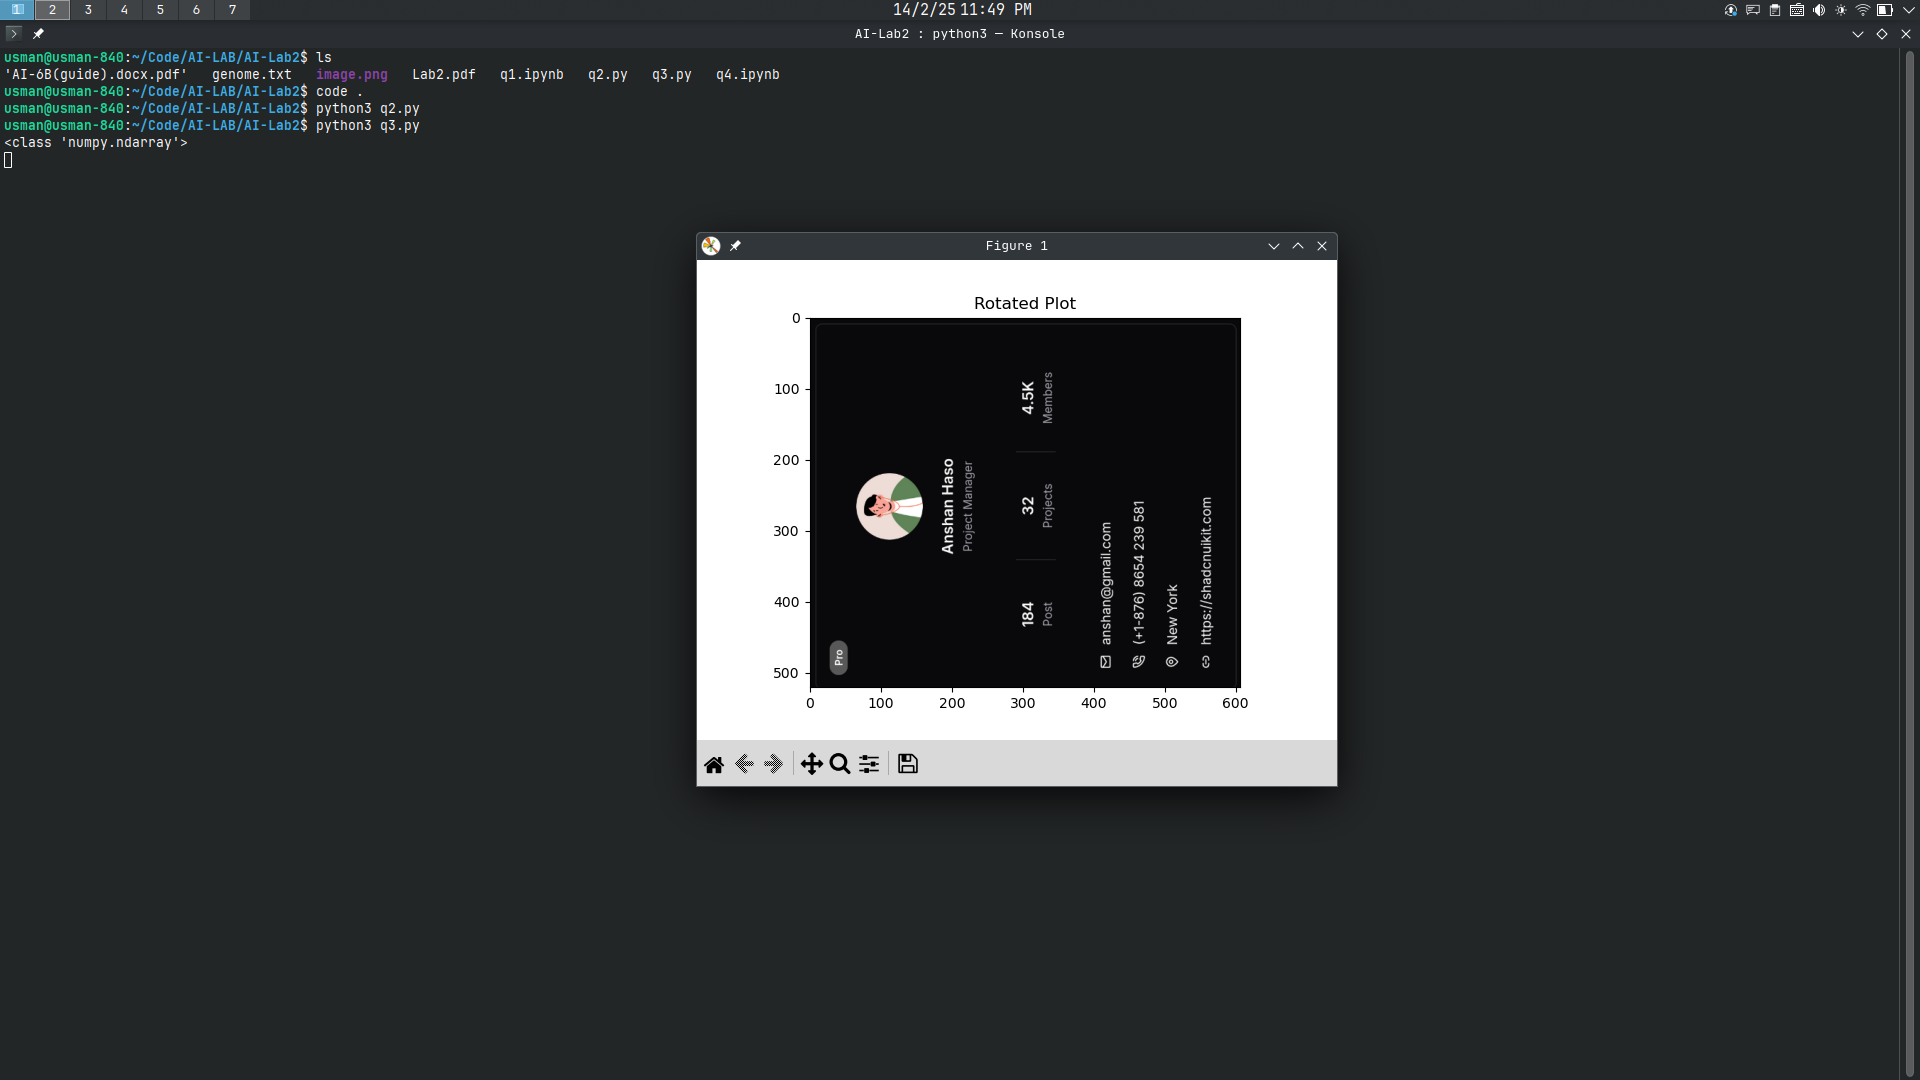 1 2 3 4 5 6 7
14/2/25 11:49 PM
AI-Lab2 : python3 — Konsole
usman@usman-840:~/Code/AI-LAB/AI-Lab2$ ls
'AI-6B(guide).docx.pdf' genome.txt image.png Lab2.pdf q1.ipynb q2.py q3.py q4.ipynb
usman@usman-840:~/Code/AI-LAB/AI-Lab2$ code .
usman@usman-840:~/Code/AI-LAB/AI-Lab2$ python3 q2.py
usman@usman-840:~/Code/AI-LAB/AI-Lab2$ python3 q3.py
<class 'numpy.ndarray'>
Figure 1
Rotated Plot
0
100
200
300
400
500
Pro
Anshan Haso
Project Manager
184
Post
32
Projects
4.5K
Members
anshan@gmail.com
(+1-876) 8654 239 581
New York
https://shadcnuikit.com
0 100 200 300 400 500 600